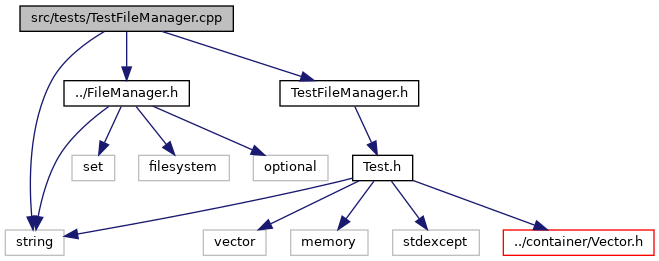 src/tests/TestFileManager.cpp
../FileManager.h
TestFileManager.h
set
filesystem
optional
Test.h
string
vector
memory
stdexcept
../container/Vector.h